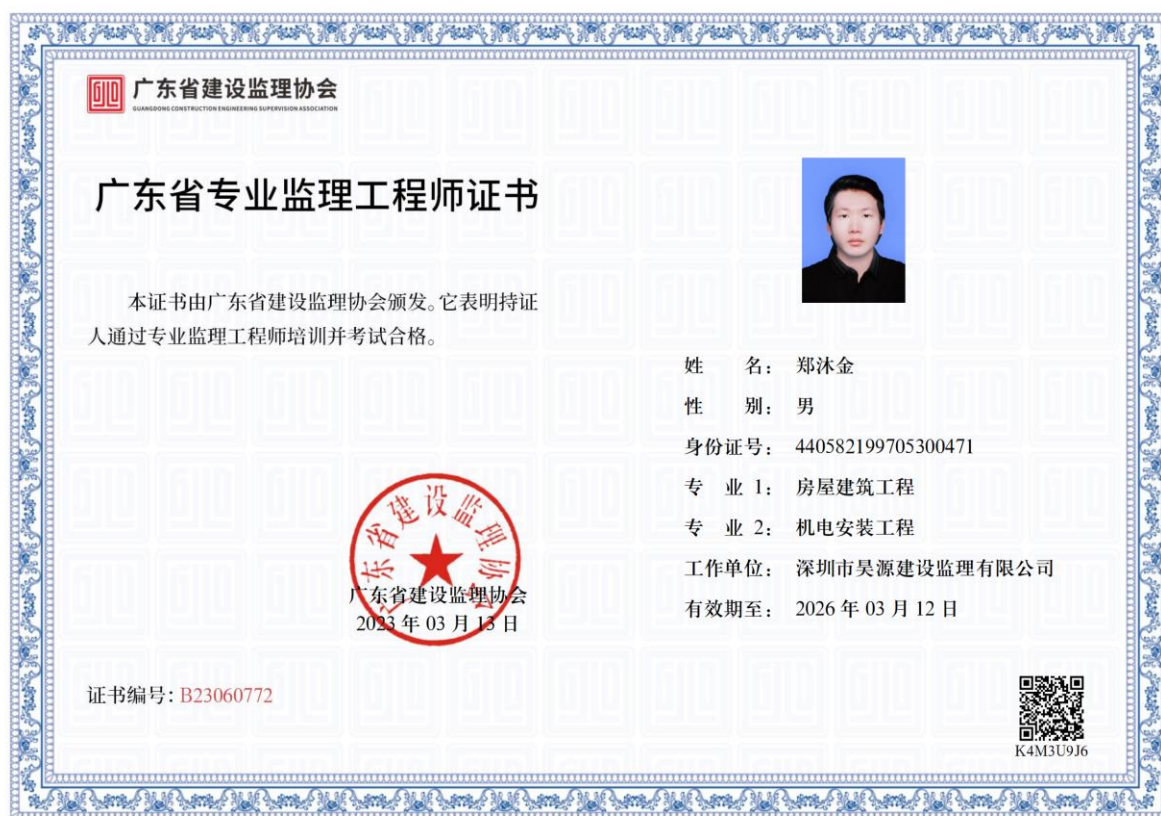 广东省建设监理协会
GUANGDONG CONSTRUCTION ENGINEERING SUPERVISION ASSOCIATION
广东省专业监理工程师证书
本证书由广东省建设监理协会颁发。它表明持证
人通过专业监理工程师培训并考试合格。
姓 名： 郑沐金
性 别： 男
身份证号： 440582199705300471
专 业 1： 房屋建筑工程
专 业 2： 机电安装工程
工作单位： 深圳市昊源建设监理有限公司
有效期至： 2026 年 03 月 12 日
广东省建设监理协会
广东省建设监理协会
2023 年 03 月 13 日
证书编号：B23060772
K4M3U9J6